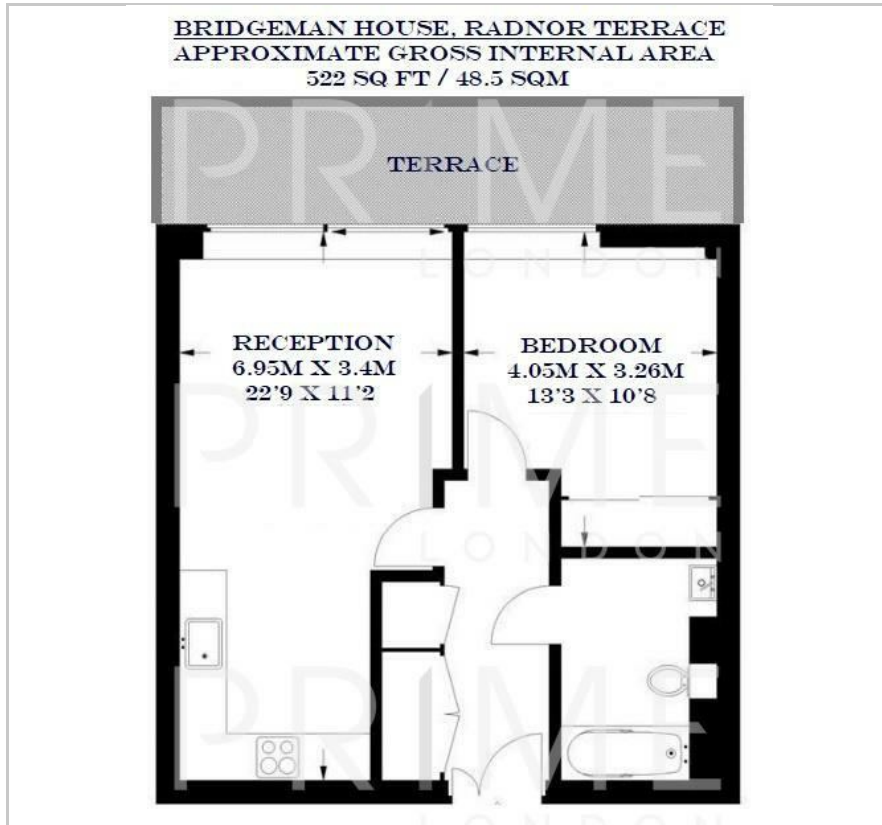 BRIDGEMAN HOUSE, RADNOR TERRACE
APPROXIMATE GROSS INTERNAL AREA
522 SQ FT / 48.5 SQM
PRIME
TERRACE
LONDON
RECEPTION
6.95M X 3.4M
22'9 X 11'2
BEDROOM
4.05M X 3.26M
13'3 X 10'8
PRIME
LONDON
PRIME
LONDON